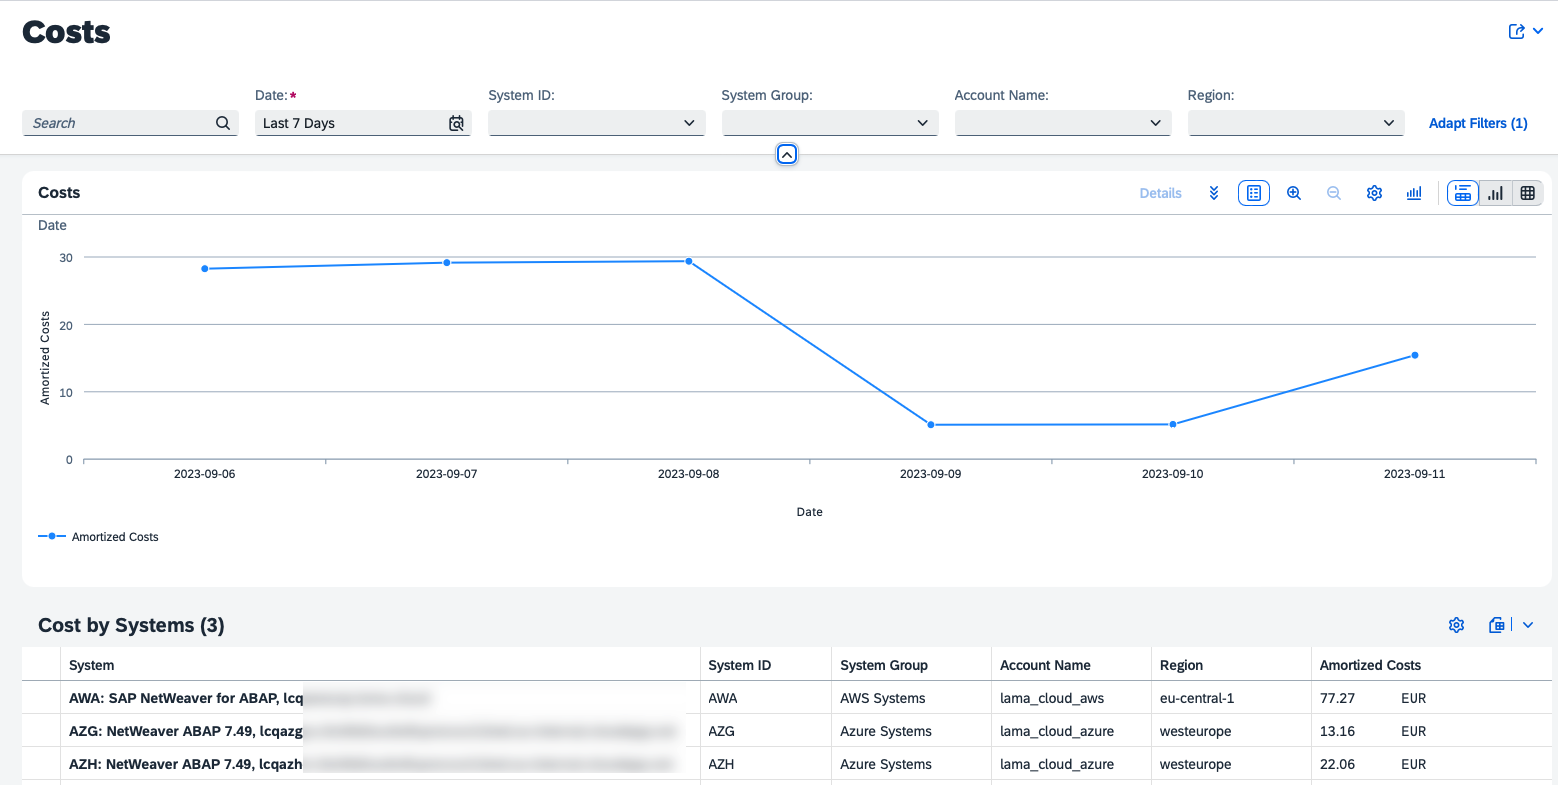 Costs
Date:*
System ID:
System Group:
Account Name:
Region:
Search
Last 7 Days
Adapt Filters (1)
Costs
Details
Date
30
20
10
0
Amortized Costs
2023-09-06 2023-09-07 2023-09-08 2023-09-09 2023-09-10 2023-09-11
Date
Amortized Costs
Cost by Systems (3)
System System ID System Group Account Name Region Amortized Costs
AWA: SAP NetWeaver for ABAP, lcq AWA AWS Systems lama_cloud_aws eu-central-1 77.27 EUR
AZG: NetWeaver ABAP 7.49, lcqazg AZG Azure Systems lama_cloud_azure westeurope 13.16 EUR
AZH: NetWeaver ABAP 7.49, lcqazh AZH Azure Systems lama_cloud_azure westeurope 22.06 EUR